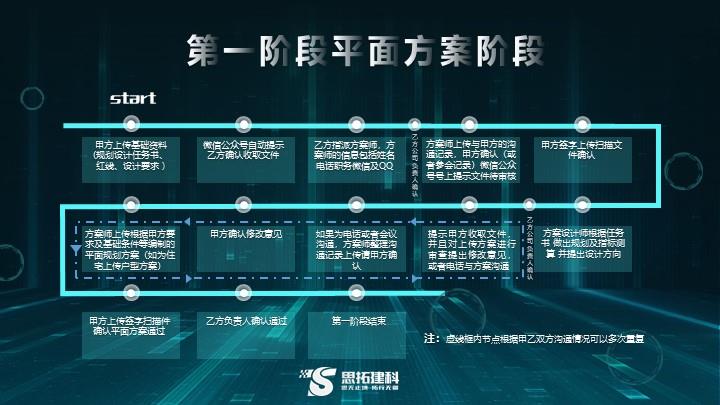 第一阶段平面方案阶段
start
甲方上传基础资料
(规划设计任务书、
红线、设计要求）
微信公众号自动提示
乙方确认收取文件
乙方指派方案师，方
案师的信息包括姓名
电话职务微信及QQ
乙方公司负责人确认
方案师上传与甲方的沟
通记录，甲方确认（或
者参会记录）微信公众
号号上提示文件待审核
甲方签字上传扫描文
件确认
方案师上传根据甲方要
求及基础条件等编制的
平面规划方案（如为住
宅上传户型方案）
甲方确认修改意见
如果为电话或者会议
沟通，方案师整理沟
通记录上传请甲方确
认
提示甲方收取文件，
并且对上传方案进行
审查提出修改意见，
或者电话与方案沟通
乙方公司负责人确认
方案设计师根据任务
书 做出规划及指标测
算 并提出设计方向
甲方上传签字扫描件
确认平面方案通过
乙方负责人确认通过
第一阶段结束
注：虚线框内节点根据甲乙双方沟通情况可以多次重复
思拓建科